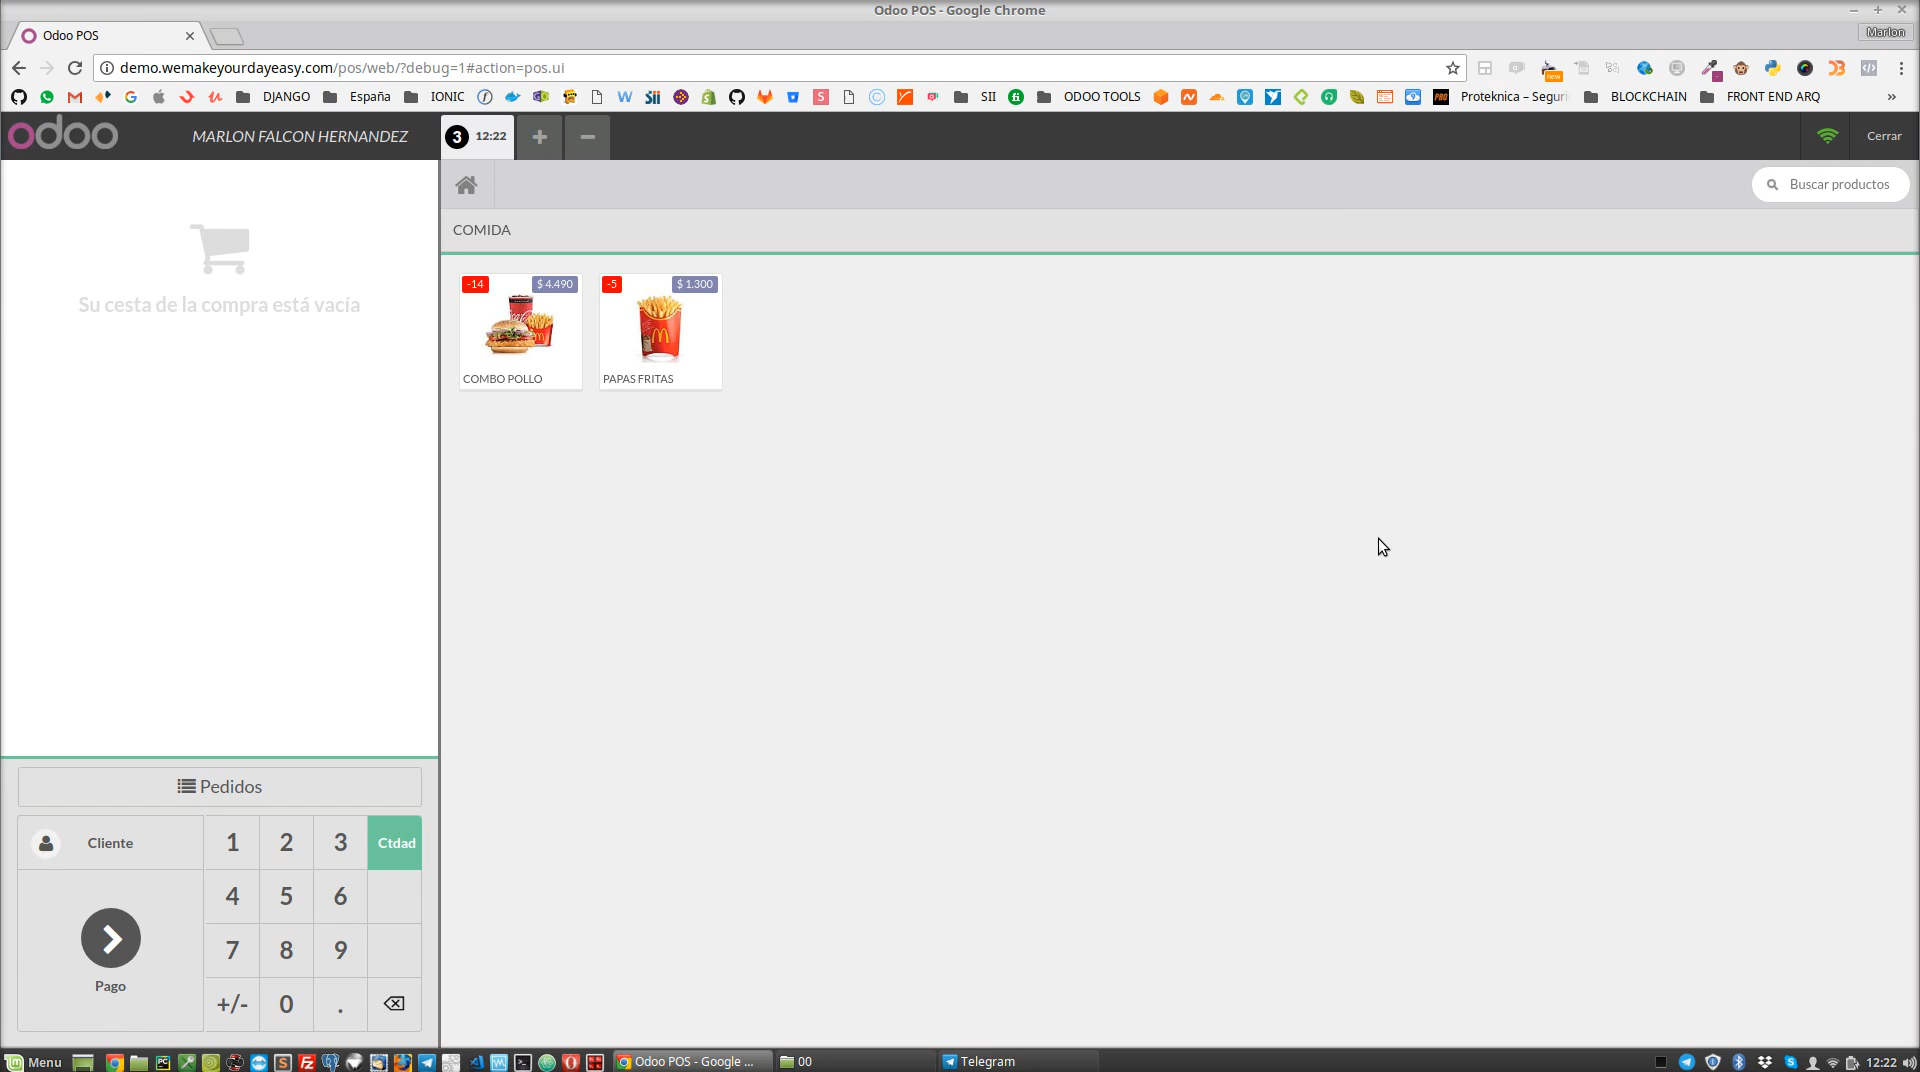 Odoo POS - Google Chrome
Odoo POS
Marlon
demo.wemakeyourdayeasy.com/pos/web/?debug=1#action=pos.ui
new
DJANGO
España
IONIC
SII
ODOO TOOLS
PRO
Proteknica – Seguri
BLOCKCHAIN
FRONT END ARQ
»
odoo
MARLON FALCON HERNANDEZ
3 12:22
+
−
Cerrar
Buscar productos
COMIDA
Su cesta de la compra está vacía
-14
$ 4.490
COMBO POLLO
-5
$ 1.300
PAPAS FRITAS
Pedidos
Cliente
1 2 3 Ctdad
4 5 6
7 8 9
Pago
+/- 0 .
Menu
Odoo POS - Google ...
00
Telegram
12:22